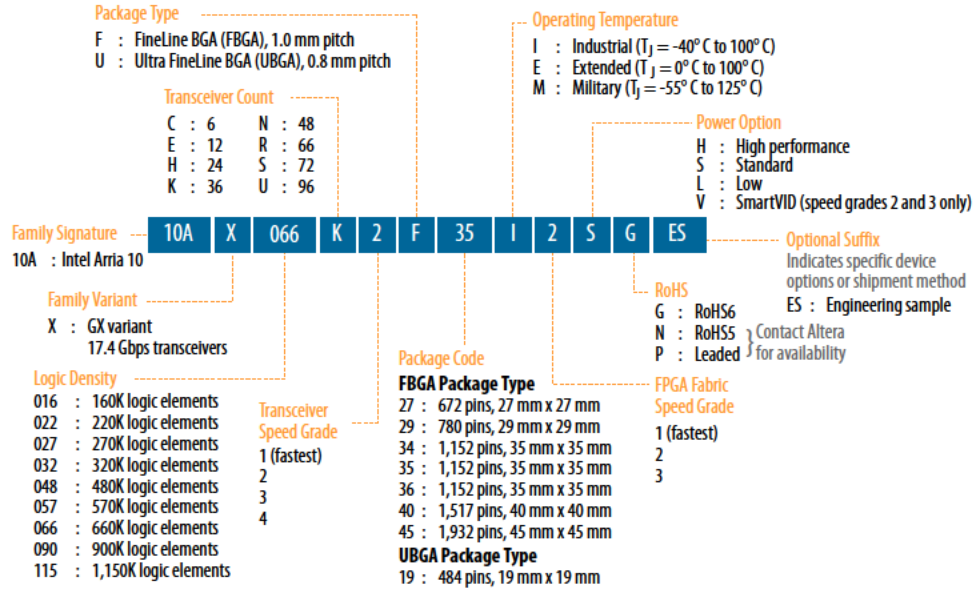 Package Type
F : FineLine BGA (FBGA), 1.0 mm pitch
U : Ultra FineLine BGA (UBGA), 0.8 mm pitch
Operating Temperature
I : Industrial (TJ = -40° C to 100° C)
E : Extended (TJ = 0° C to 100° C)
M : Military (TJ = -55° C to 125° C)
Transceiver Count
C : 6 N : 48
E : 12 R : 66
H : 24 S : 72
K : 36 U : 96
Power Option
H : High performance
S : Standard
L : Low
V : SmartVID (speed grades 2 and 3 only)
10A X 066 K 2 F 35 I 2 S G ES
Family Signature
10A : Intel Arria 10
Optional Suffix
Indicates specific device
options or shipment method
ES : Engineering sample
Family Variant
X : GX variant
17.4 Gbps transceivers
RoHS
G : RoHS6
N : RoHS5
P : Leaded
Contact Altera
for availability
Logic Density
016 : 160K logic elements
022 : 220K logic elements
027 : 270K logic elements
032 : 320K logic elements
048 : 480K logic elements
057 : 570K logic elements
066 : 660K logic elements
090 : 900K logic elements
115 : 1,150K logic elements
Transceiver
Speed Grade
1 (fastest)
2
3
4
Package Code
FBGA Package Type
27 : 672 pins, 27 mm x 27 mm
29 : 780 pins, 29 mm x 29 mm
34 : 1,152 pins, 35 mm x 35 mm
35 : 1,152 pins, 35 mm x 35 mm
36 : 1,152 pins, 35 mm x 35 mm
40 : 1,517 pins, 40 mm x 40 mm
45 : 1,932 pins, 45 mm x 45 mm
UBGA Package Type
19 : 484 pins, 19 mm x 19 mm
FPGA Fabric
Speed Grade
1 (fastest)
2
3